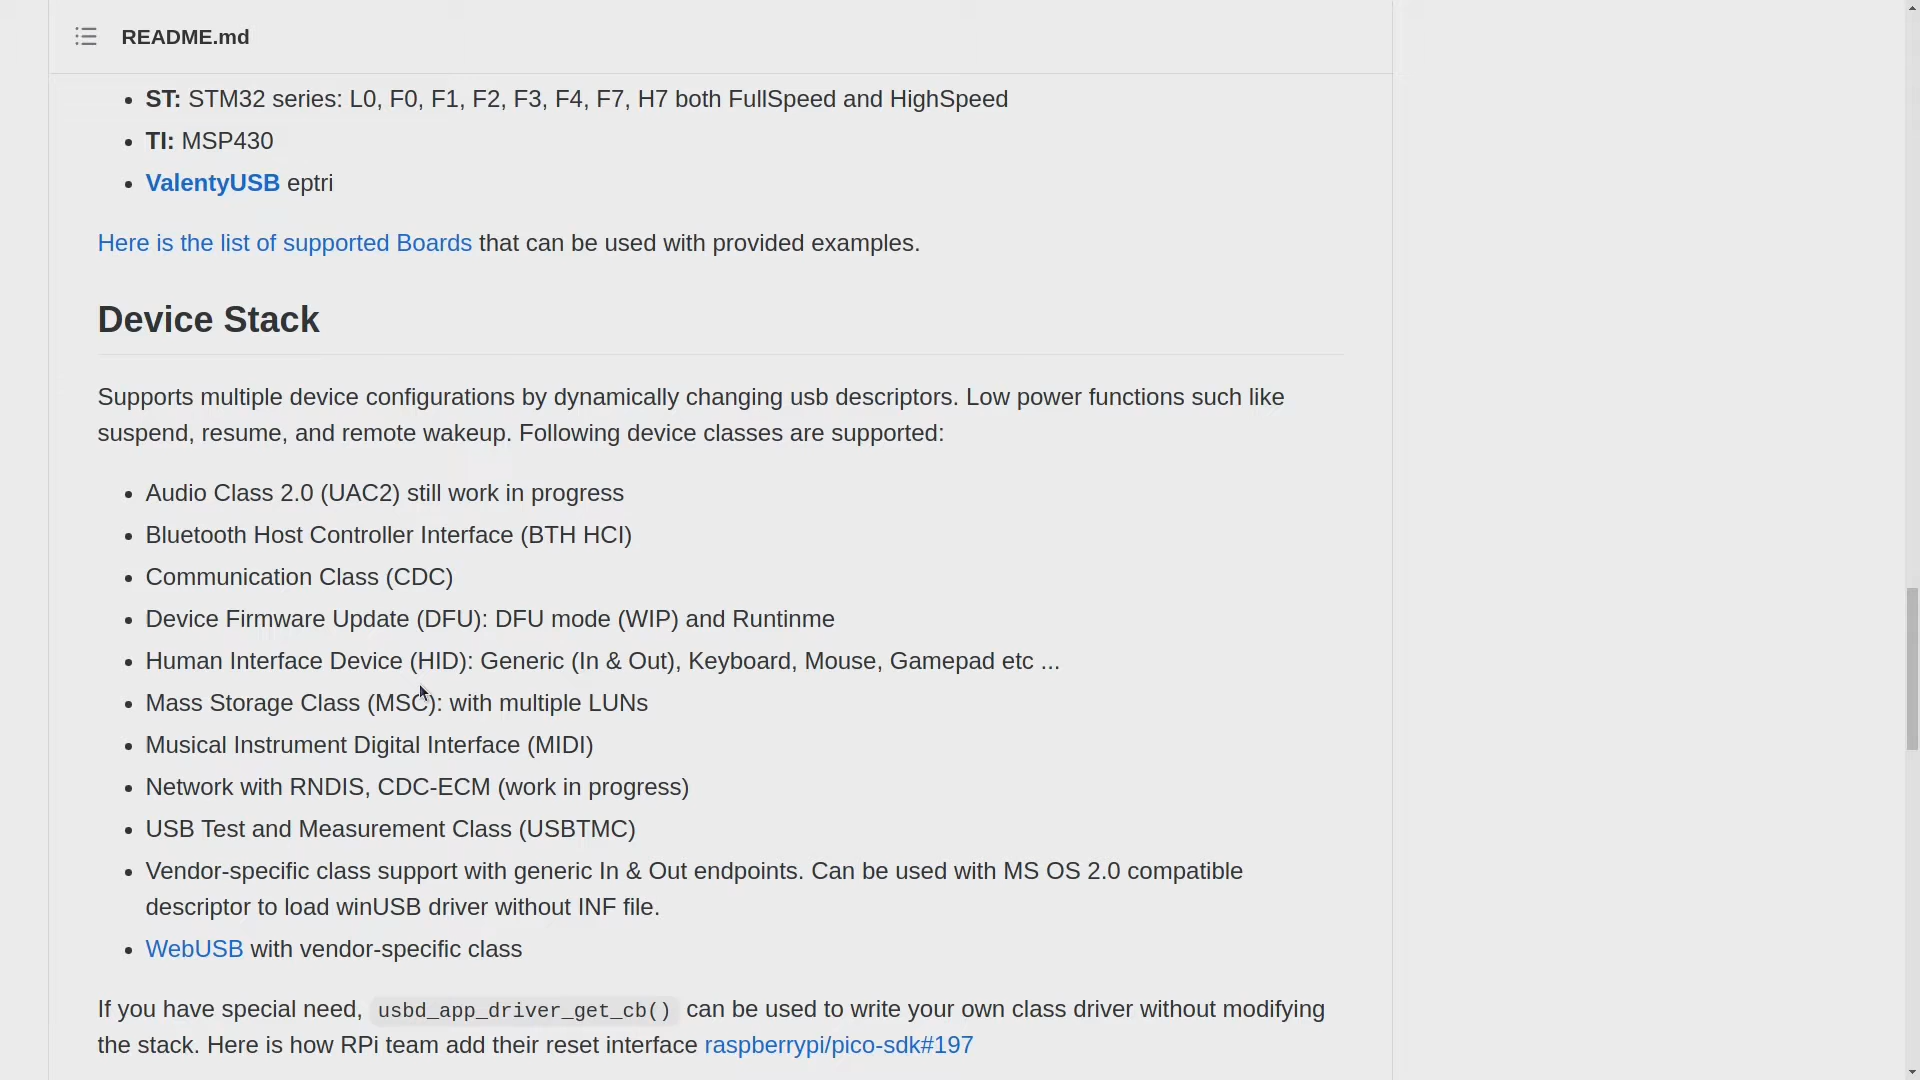 README.md
ST: STM32 series: L0, F0, F1, F2, F3, F4, F7, H7 both FullSpeed and HighSpeed
TI: MSP430
ValentyUSB eptri
Here is the list of supported Boards that can be used with provided examples.
Device Stack
Supports multiple device configurations by dynamically changing usb descriptors. Low power functions such like
suspend, resume, and remote wakeup. Following device classes are supported:
Audio Class 2.0 (UAC2) still work in progress
Bluetooth Host Controller Interface (BTH HCI)
Communication Class (CDC)
Device Firmware Update (DFU): DFU mode (WIP) and Runtinme
Human Interface Device (HID): Generic (In & Out), Keyboard, Mouse, Gamepad etc ...
Mass Storage Class (MSC): with multiple LUNs
Musical Instrument Digital Interface (MIDI)
Network with RNDIS, CDC-ECM (work in progress)
USB Test and Measurement Class (USBTMC)
Vendor-specific class support with generic In & Out endpoints. Can be used with MS OS 2.0 compatible
descriptor to load winUSB driver without INF file.
WebUSB with vendor-specific class
If you have special need, usbd_app_driver_get_cb() can be used to write your own class driver without modifying
the stack. Here is how RPi team add their reset interface raspberrypi/pico-sdk#197